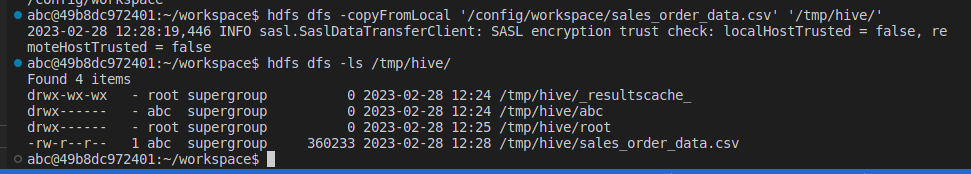 abc@49b8dc972401:~/workspace$ hdfs dfs -copyFromLocal '/config/workspace/sales_order_data.csv' '/tmp/hive/'
2023-02-28 12:28:19,446 INFO sasl.SaslDataTransferClient: SASL encryption trust check: localHostTrusted = false, re
moteHostTrusted = false
abc@49b8dc972401:~/workspace$ hdfs dfs -ls /tmp/hive/
Found 4 items
drwx-wx-wx   - root supergroup          0 2023-02-28 12:24 /tmp/hive/_resultscache_
drwx------   - abc  supergroup          0 2023-02-28 12:24 /tmp/hive/abc
drwx------   - root supergroup          0 2023-02-28 12:25 /tmp/hive/root
-rw-r--r--   1 abc  supergroup     360233 2023-02-28 12:28 /tmp/hive/sales_order_data.csv
abc@49b8dc972401:~/workspace$